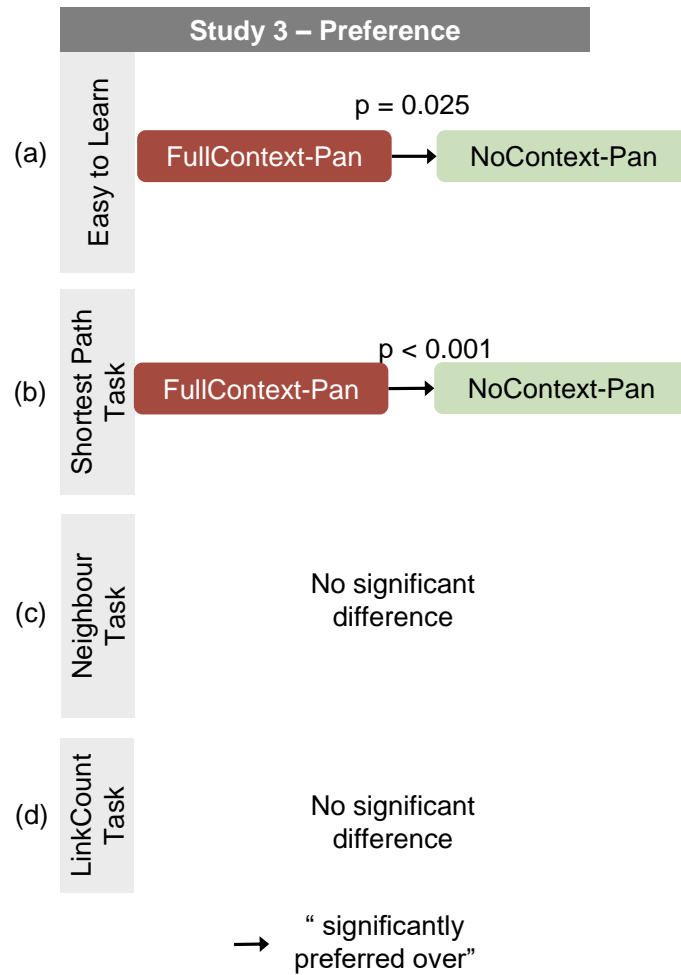 Study 3 – Preference
(a)
Easy to Learn
p = 0.025
FullContext-Pan
NoContext-Pan
(b)
Shortest Path
Task
p < 0.001
FullContext-Pan
NoContext-Pan
(c)
Neighbour
Task
No significant
difference
(d)
LinkCount
Task
No significant
difference
“ significantly
preferred over”